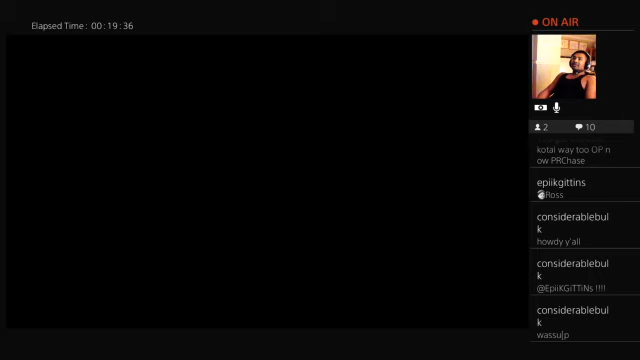 Elapsed Time : 00 : 19 : 36
ON AIR
2
10
kotal way too OP n
ow PRChase
epiikgittins
Ross
considerablebul
k
howdy y'all
considerablebul
k
@EpiiKGiTTiNs !!!!
considerablebul
k
wassu[p